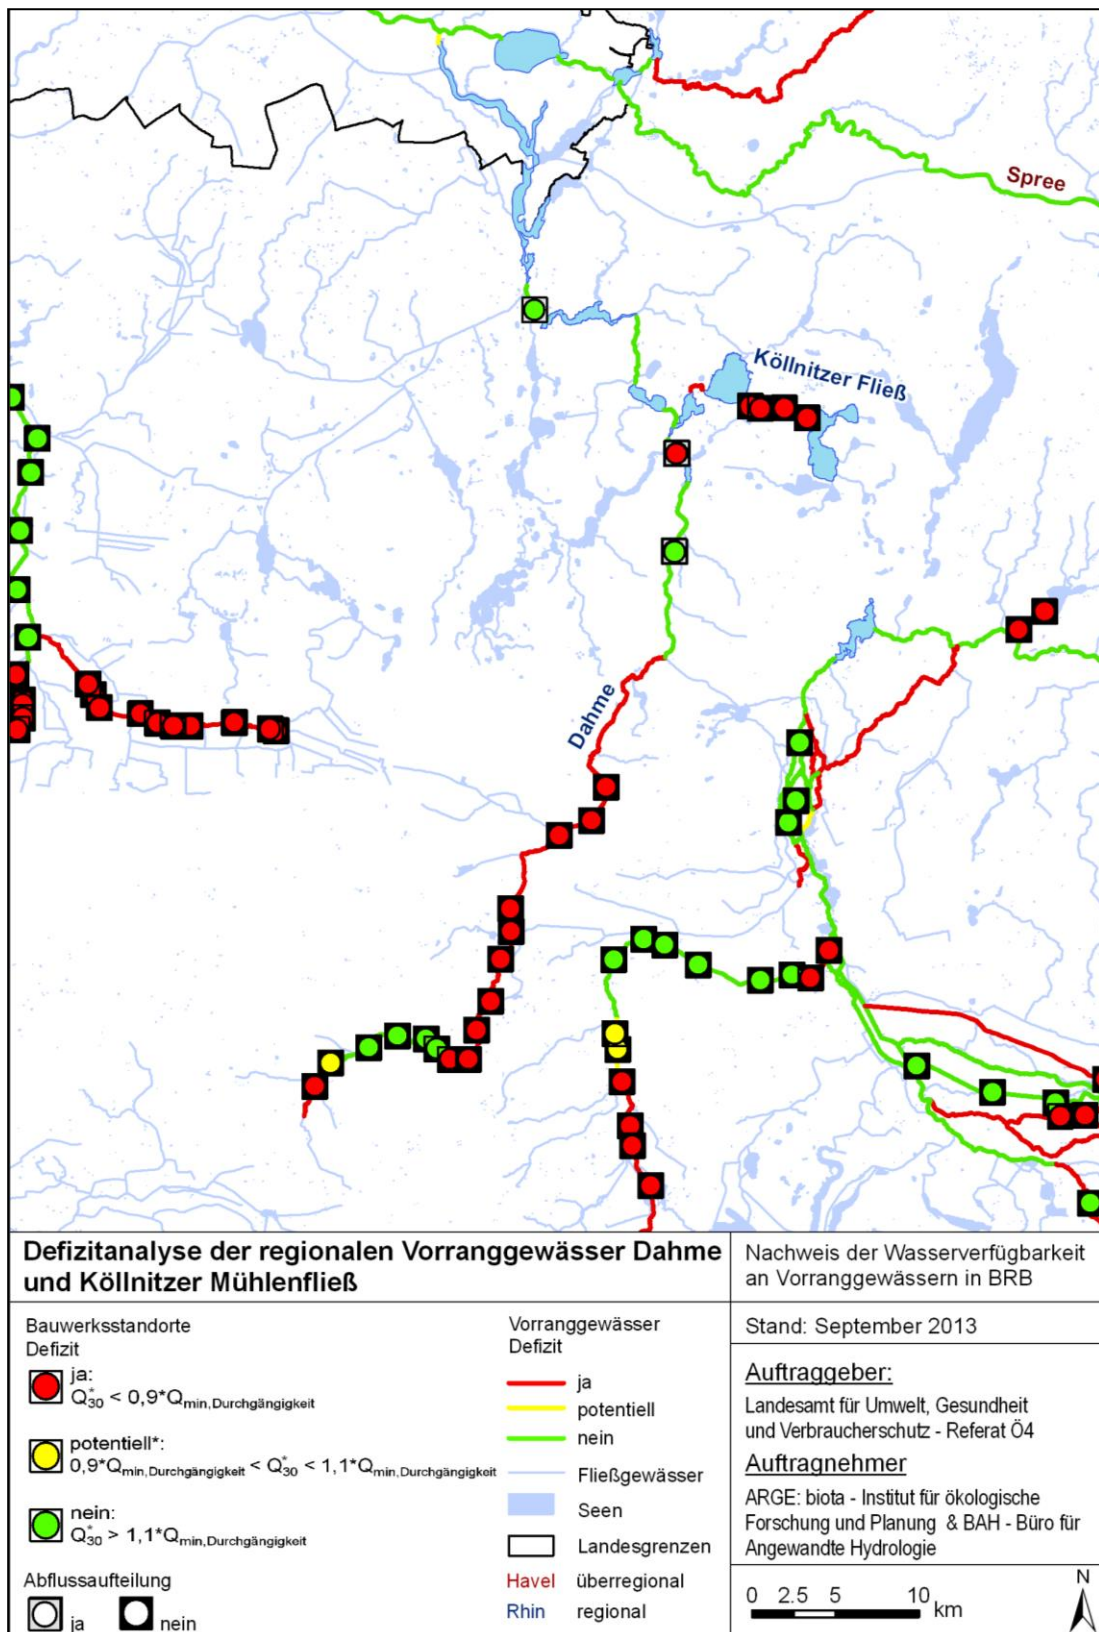 Spree
Köllnitzer Fließ
Dahme
Defizitanalyse der regionalen Vorranggewässer Dahme
und Köllnitzer Mühlenfließ
Bauwerksstandorte
Defizit
ja:
Q*30 < 0,9*Qmin,Durchgängigkeit
potentiell*:
0,9*Qmin,Durchgängigkeit < Q*30 < 1,1*Qmin,Durchgängigkeit
nein:
Q*30 > 1,1*Qmin,Durchgängigkeit
Abflussaufteilung
ja nein
Vorranggewässer
Defizit
ja
potentiell
nein
Fließgewässer
Seen
Landesgrenzen
Havel überregional
Rhin regional
Nachweis der Wasserverfügbarkeit
an Vorranggewässern in BRB
Stand: September 2013
Auftraggeber:
Landesamt für Umwelt, Gesundheit
und Verbraucherschutz - Referat Ö4
Auftragnehmer
ARGE: biota - Institut für ökologische
Forschung und Planung & BAH - Büro für
Angewandte Hydrologie
0 2.5 5 10 km
N